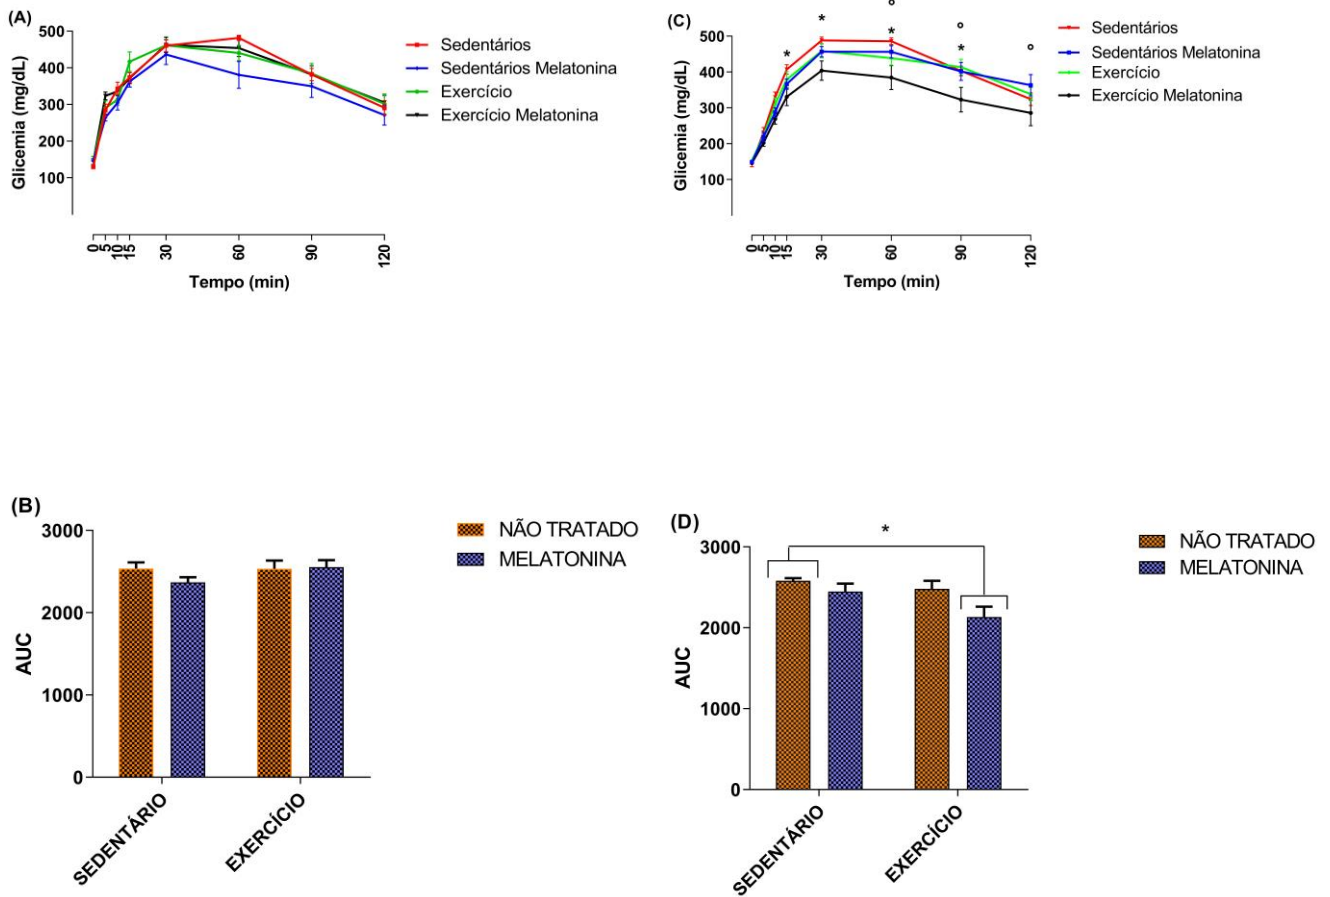 (A)
500
400
300
200
100
Glicemia (mg/dL)
0
5
10
15
30
60
90
120
Tempo (min)
Sedentários
Sedentários Melatonina
Exercício
Exercício Melatonina
(C)
500
400
300
200
100
Glicemia (mg/dL)
* * ° * ° * °
0
5
10
15
30
60
90
120
Tempo (min)
Sedentários
Sedentários Melatonina
Exercício
Exercício Melatonina
(B)
3000
2000
1000
0
AUC
SEDENTÁRIO
EXERCÍCIO
NÃO TRATADO
MELATONINA
(D)
3000
2000
1000
0
AUC
*
SEDENTÁRIO
EXERCÍCIO
NÃO TRATADO
MELATONINA